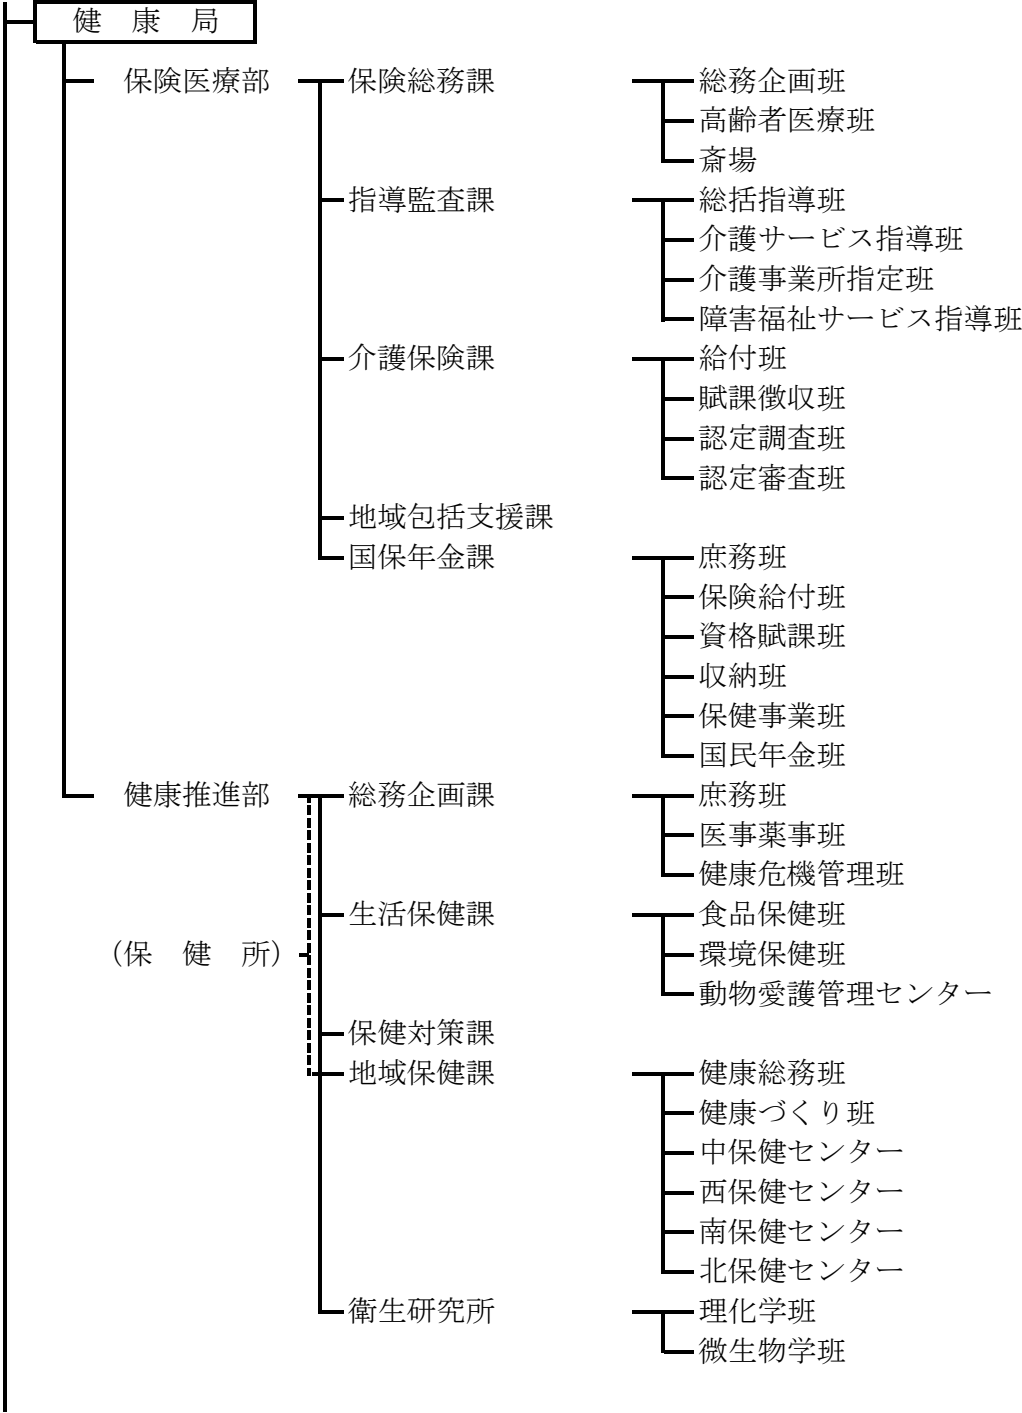 健　康　局
保険医療部　保険総務課　総務企画班
高齢者医療班
斎場
指導監査課　総括指導班
介護サービス指導班
介護事業所指定班
障害福祉サービス指導班
介護保険課　給付班
賦課徴収班
認定調査班
認定審査班
地域包括支援課
国保年金課　庶務班
保険給付班
資格賦課班
収納班
保健事業班
国民年金班
健康推進部　総務企画課　庶務班
医事薬事班
健康危機管理班
生活保健課　食品保健班
（保　健　所）　環境保健班
動物愛護管理センター
保健対策課
地域保健課　健康総務班
健康づくり班
中保健センター
西保健センター
南保健センター
北保健センター
衛生研究所　理化学班
微生物学班